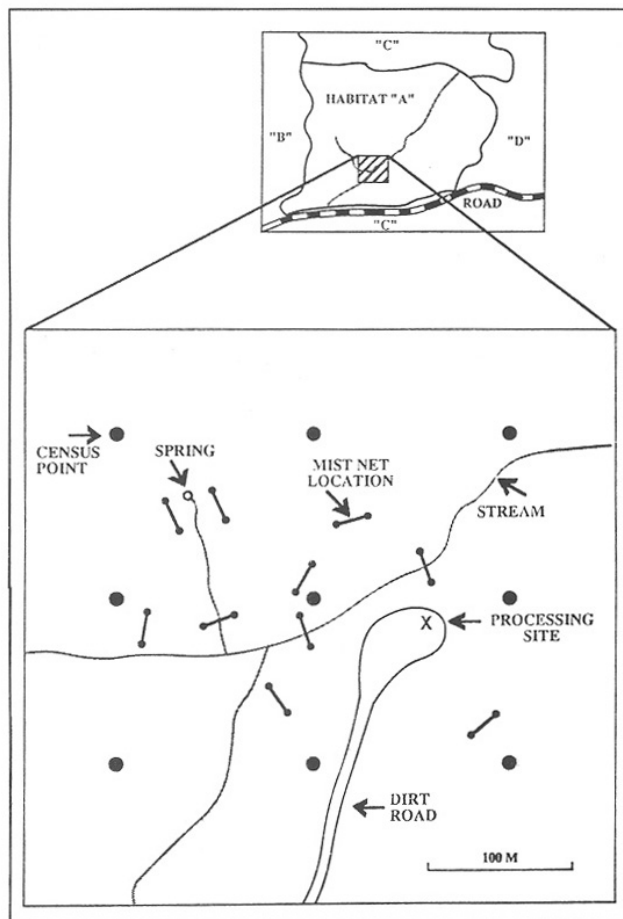 "C"
HABITAT "A"
"B"
"D"
ROAD
"C"
CENSUS
POINT
SPRING
MIST NET
LOCATION
STREAM
X
PROCESSING
SITE
DIRT
ROAD
100 M